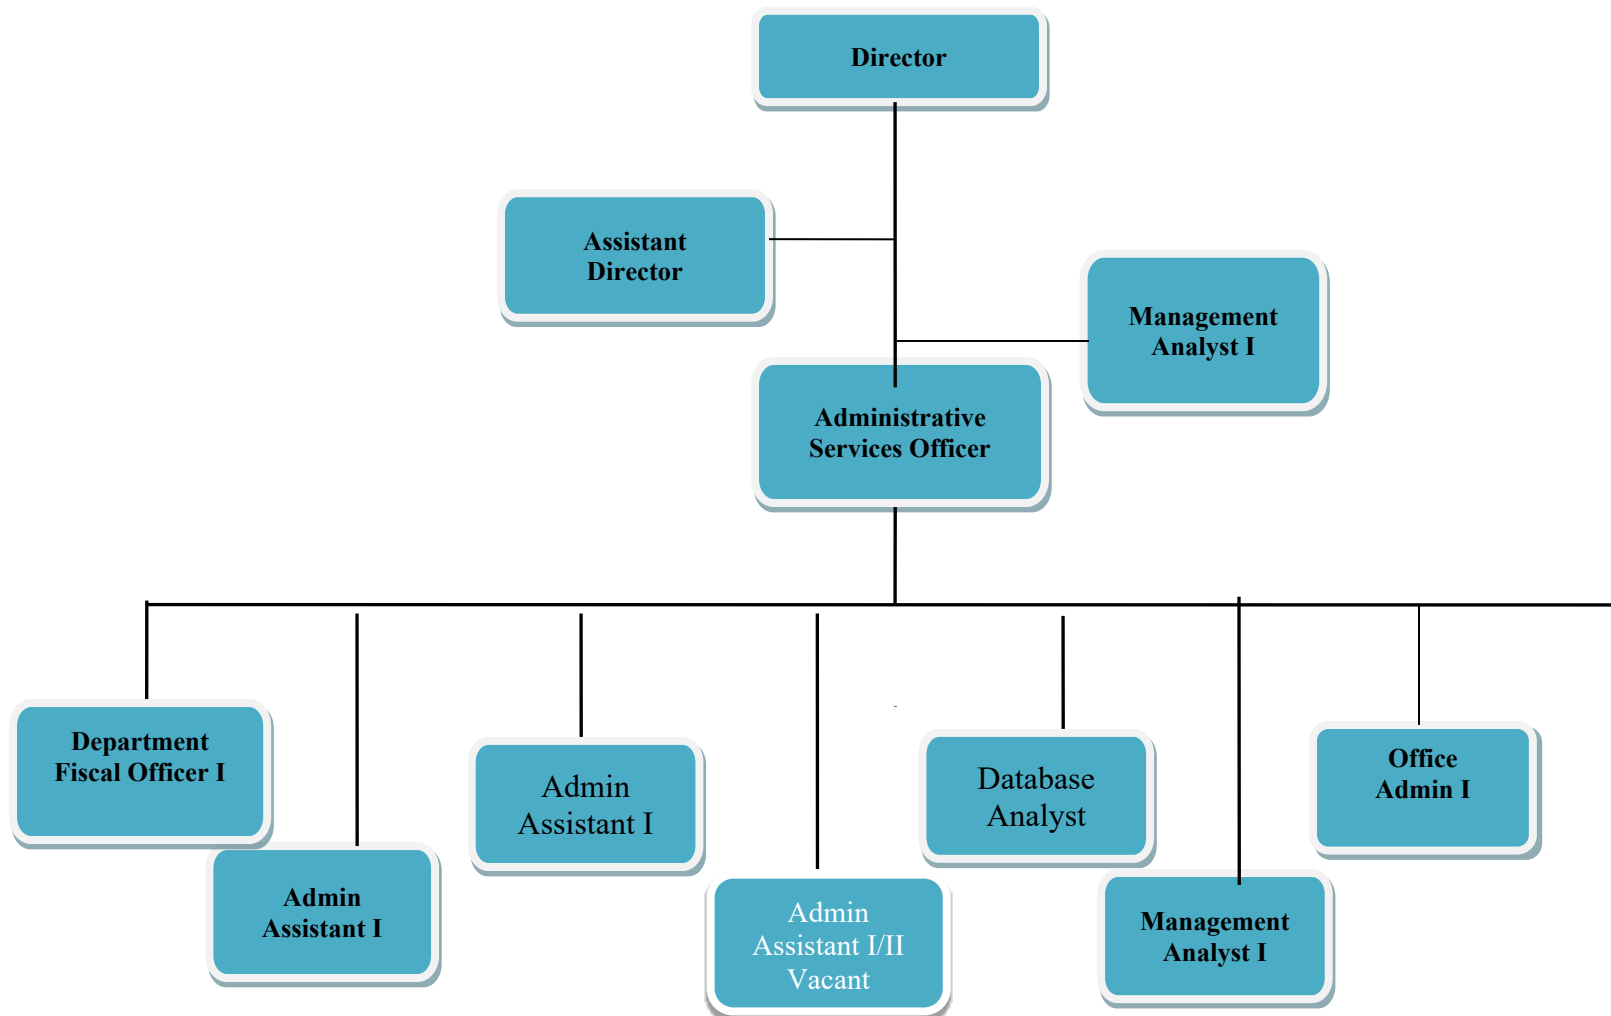 Director
Assistant
Director
Management
Analyst I
Administrative
Services Officer
Department
Fiscal Officer I
Admin
Assistant I
Admin
Assistant I
Admin
Assistant I/II
Vacant
Database
Analyst
Management
Analyst I
Office
Admin I